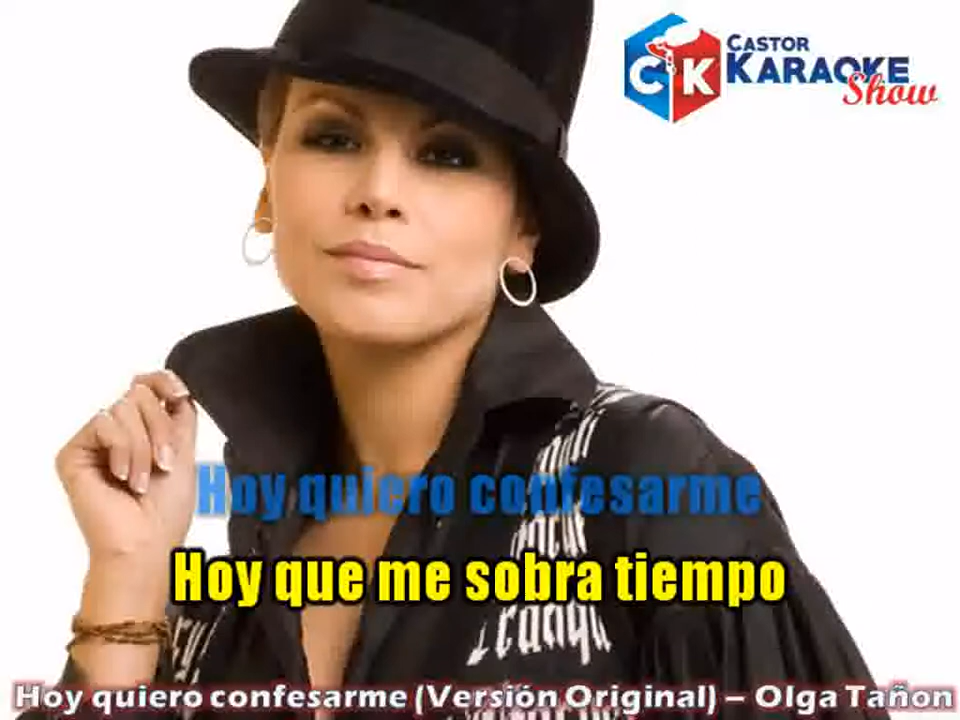 CK
CASTOR
KARAOKE
Show
Hoy quiero confesarme
Hoy que me sobra tiempo
Hoy quiero confesarme (Versión Original) – Olga Tañon